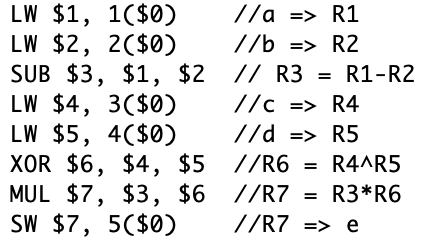 LW $1, 1($0) //a => R1
LW $2, 2($0) //b => R2
SUB $3, $1, $2 // R3 = R1-R2
LW $4, 3($0) //c => R4
LW $5, 4($0) //d => R5
XOR $6, $4, $5 //R6 = R4^R5
MUL $7, $3, $6 //R7 = R3*R6
SW $7, 5($0) //R7 => e